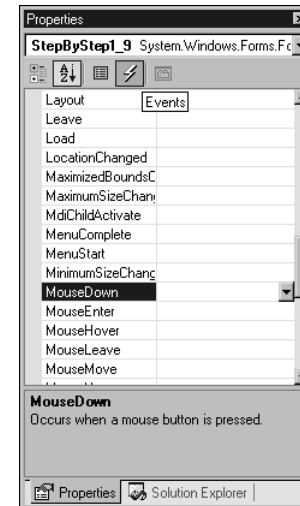 Properties
StepByStep1_9 System.Windows.Forms.Fc
Events
Layout
Leave
Load
LocationChanged
MaximizedBoundsC
MaximumSizeChang
MdiChildActivate
MenuComplete
MenuStart
MinimumSizeChang
MouseDown
MouseEnter
MouseHover
MouseLeave
MouseMove
MouseDown
Occurs when a mouse button is pressed.
Properties Solution Explorer